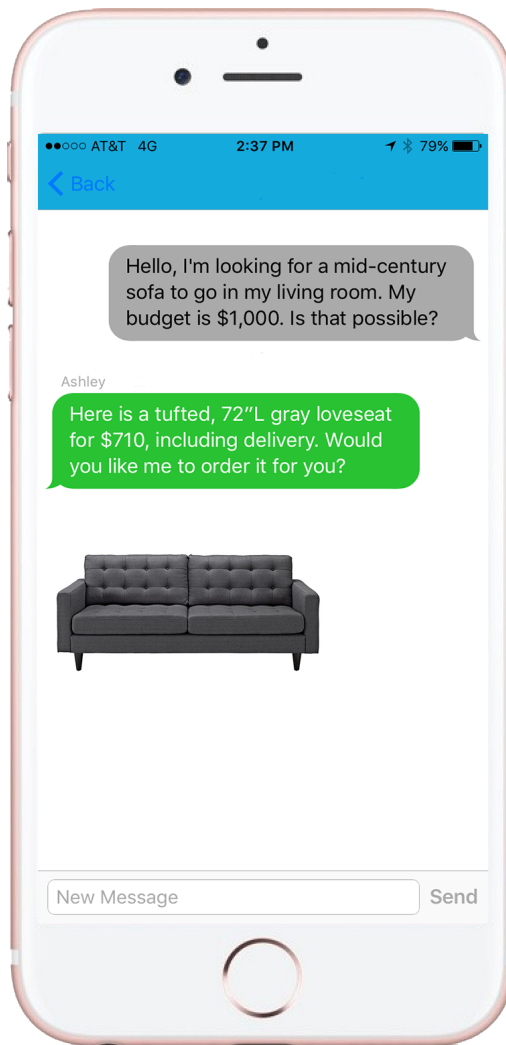 AT&T 4G 2:37 PM 79%
Back
Hello, I'm looking for a mid-century
sofa to go in my living room. My
budget is $1,000. Is that possible?
Ashley
Here is a tufted, 72”L gray loveseat
for $710, including delivery. Would
you like me to order it for you?
New Message Send